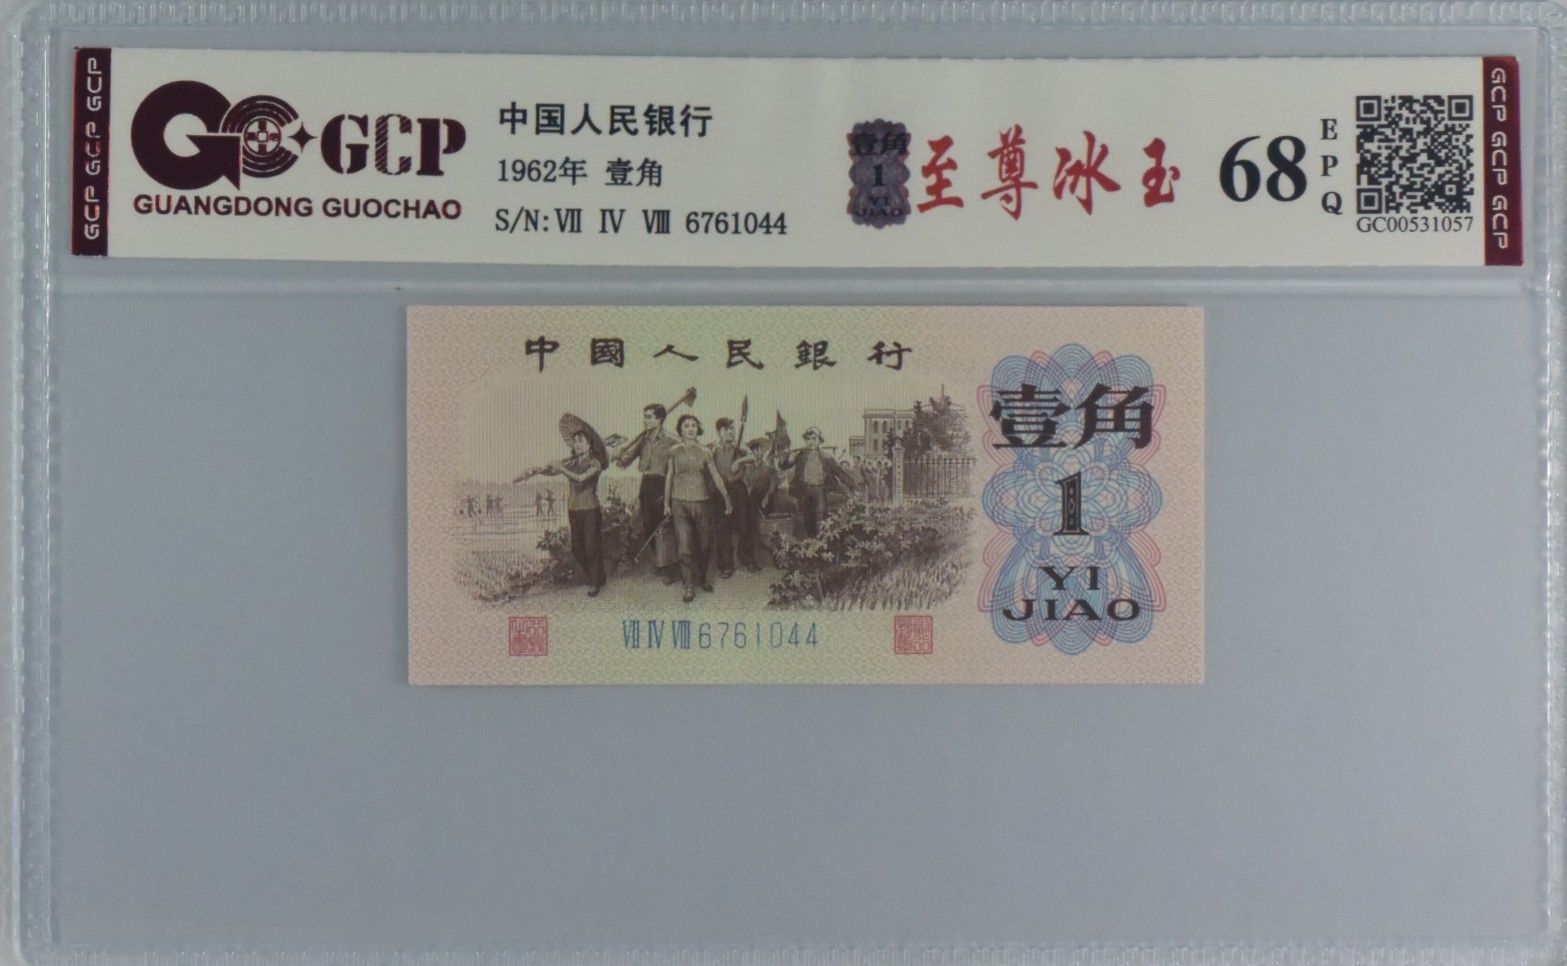 GCP GCP GCP GCP
GCP
GUANGDONG GUOCHAO
中国人民银行
1962年 壹角
S/N: Ⅶ Ⅳ Ⅷ 6761044
壹角
1
YI
JIAO
至尊冰玉
68
EPQ
GC00531057
GCP GCP GCP
中國人民銀行
壹角
1
YI
JIAO
Ⅶ Ⅳ Ⅷ 6761044